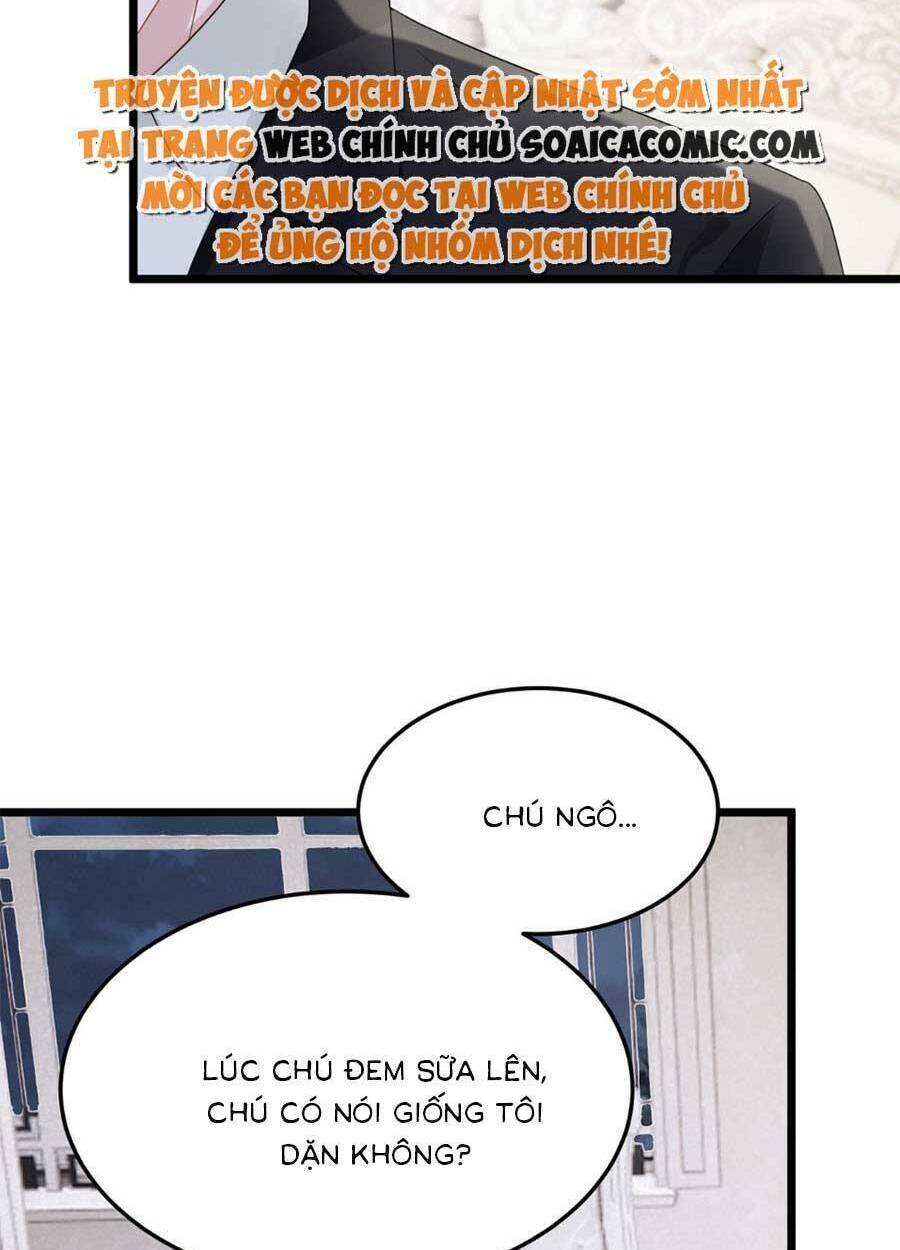 TRUYỆN ĐƯỢC DỊCH VÀ CẬP NHẬT SỚM NHẤT
TẠI TRANG WEB CHÍNH CHỦ SOAICACOMIC.COM
MỜI CÁC BẠN ĐỌC TẠI WEB CHÍNH CHỦ
ĐỂ ỦNG HỘ NHÓM DỊCH NHÉ!
CHÚ NGÔ...
LÚC CHÚ ĐEM SỮA LÊN,
CHÚ CÓ NÓI GIỐNG TÔI
DẶN KHÔNG?